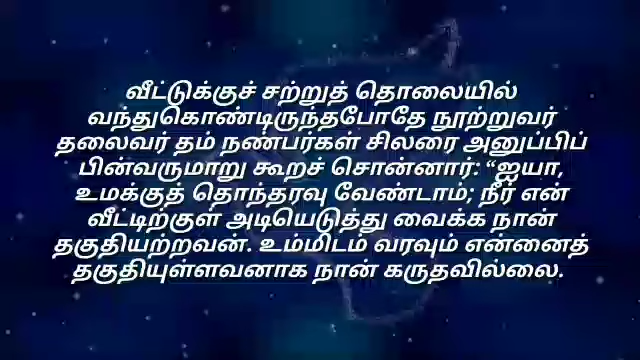 வீட்டுக்குச் சற்றுத் தொலையில்
வந்துகொண்டிருந்தபோதே நூற்றுவர்
தலைவர் தம் நண்பர்கள் சிலரை அனுப்பிப்
பின்வருமாறு கூறச் சொன்னார்: “ஐயா,
உமக்குத் தொந்தரவு வேண்டாம்; நீர் என்
வீட்டிற்குள் அடியெடுத்து வைக்க நான்
தகுதியற்றவன். உம்மிடம் வரவும் என்னைத்
தகுதியுள்ளவனாக நான் கருதவில்லை.